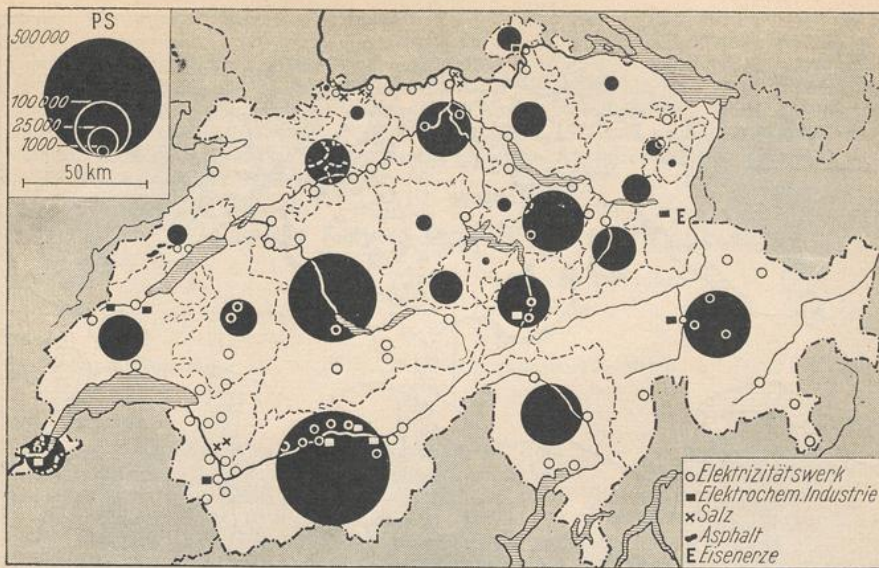 PS
500000
100000
25000
1000
50 km
E
Elektrizitätswerk
Elektrochem. Industrie
Salz
Asphalt
E Eisenerze